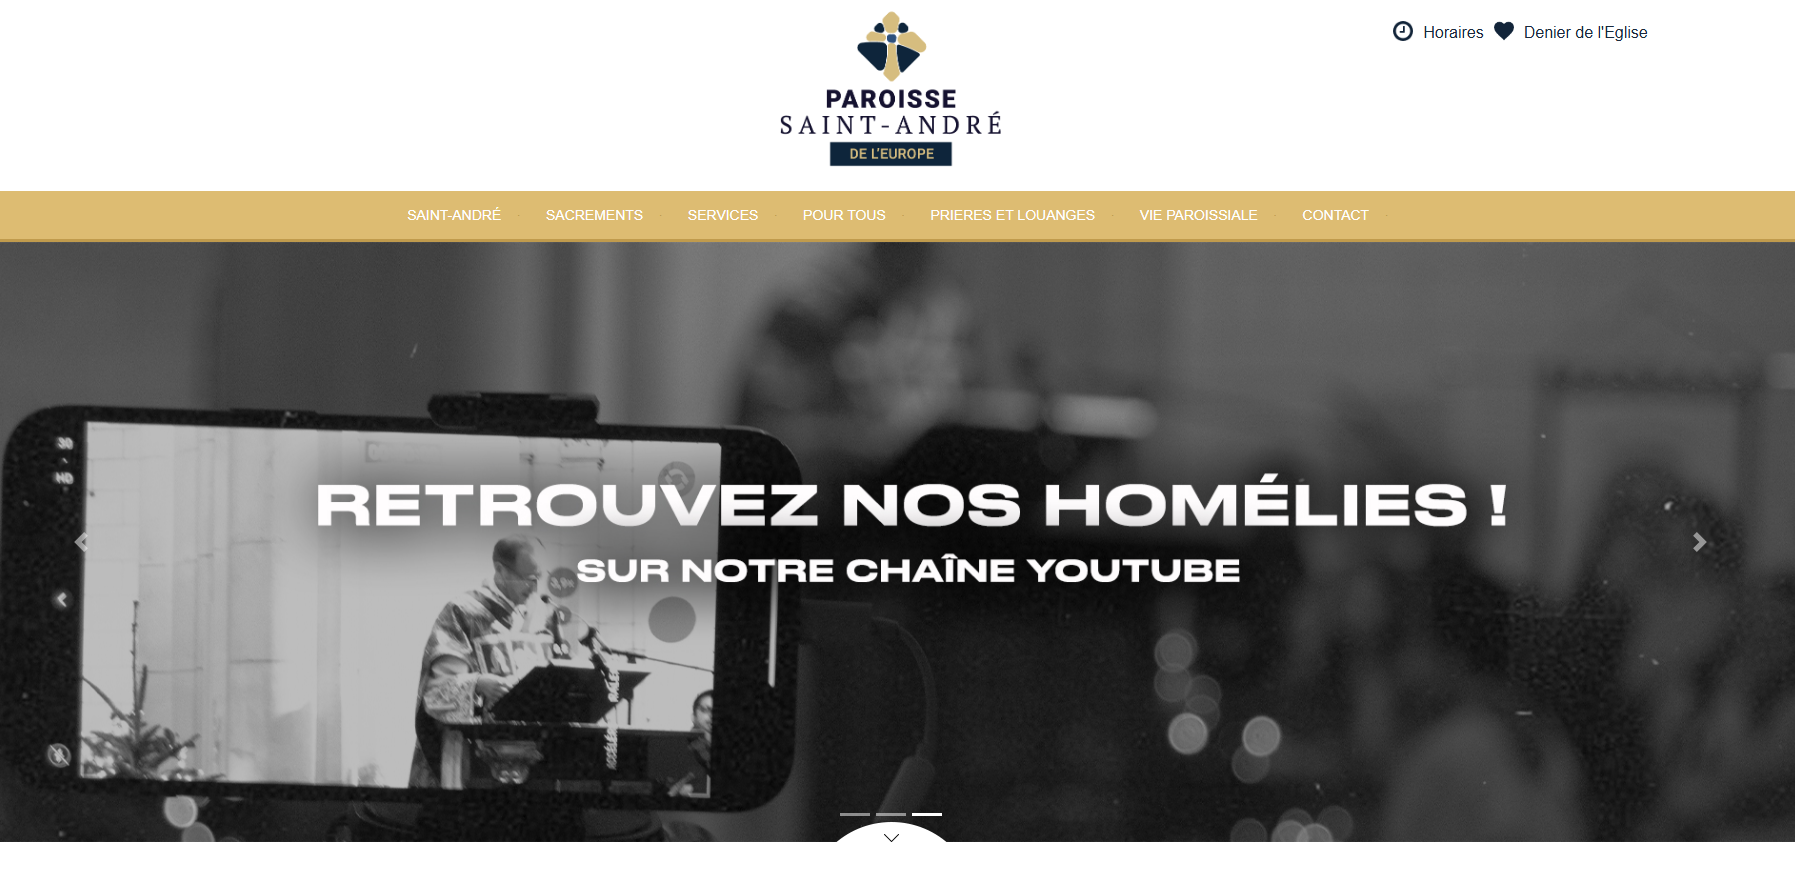 PAROISSE
SAINT-ANDRÉ
DE L'EUROPE
Horaires
Denier de l'Eglise
SAINT-ANDRÉ
SACREMENTS
SERVICES
POUR TOUS
PRIERES ET LOUANGES
VIE PAROISSIALE
CONTACT
30
HD
RETROUVEZ NOS HOMÉLIES !
SUR NOTRE CHAÎNE YOUTUBE